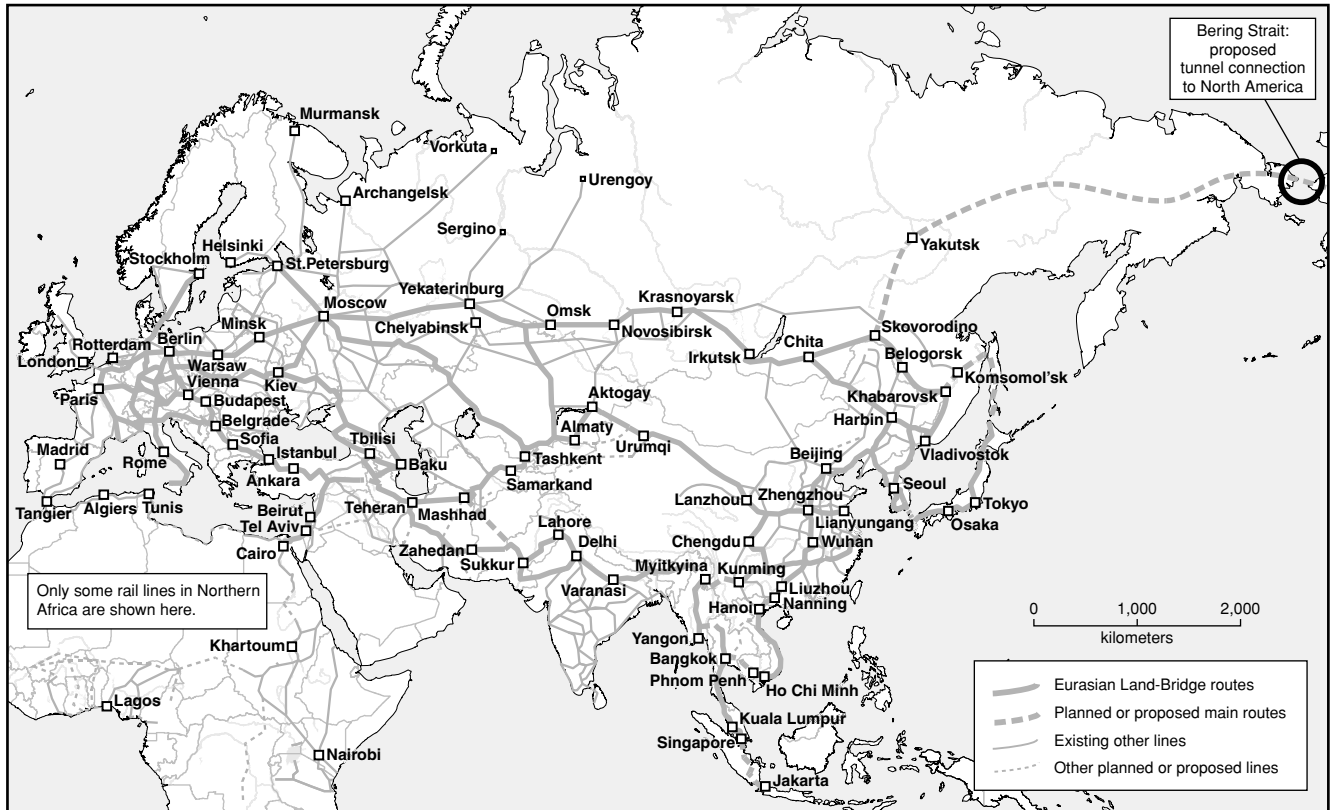 Bering Strait:
proposed
tunnel connection
to North America
Murmansk
Vorkuta
Urengoy
Archangelsk
Sergino
Yakutsk
Helsinki
Stockholm
St.Petersburg
Yekaterinburg
Krasnoyarsk
Moscow
Omsk
Chelyabinsk
Novosibirsk
Skovorodino
Minsk
Berlin
Rotterdam
Chita
London
Irkutsk
Belogorsk
Warsaw
Komsomol'sk
Vienna
Kiev
Paris
Budapest
Aktogay
Khabarovsk
Belgrade
Almaty
Harbin
Sofia
Tbilisi
Urumqi
Madrid
Istanbul
Vladivostok
Rome
Baku
Tashkent
Beijing
Ankara
Samarkand
Seoul
Tangier
Algiers
Tunis
Beirut
Teheran
Mashhad
Lanzhou
Zhengzhou
Tokyo
Tel Aviv
Lahore
Lianyungang
Osaka
Cairo
Zahedan
Delhi
Chengdu
Wuhan
Sukkur
Myitkyina
Kunming
Varanasi
Liuzhou
Hanoi
Nanning
Only some rail lines in Northern
Africa are shown here.
0 1,000 2,000
kilometers
Khartoum
Yangon
Bangkok
Phnom Penh
Ho Chi Minh
Lagos
Kuala Lumpur
Singapore
Nairobi
Jakarta
Eurasian Land-Bridge routes
Planned or proposed main routes
Existing other lines
Other planned or proposed lines